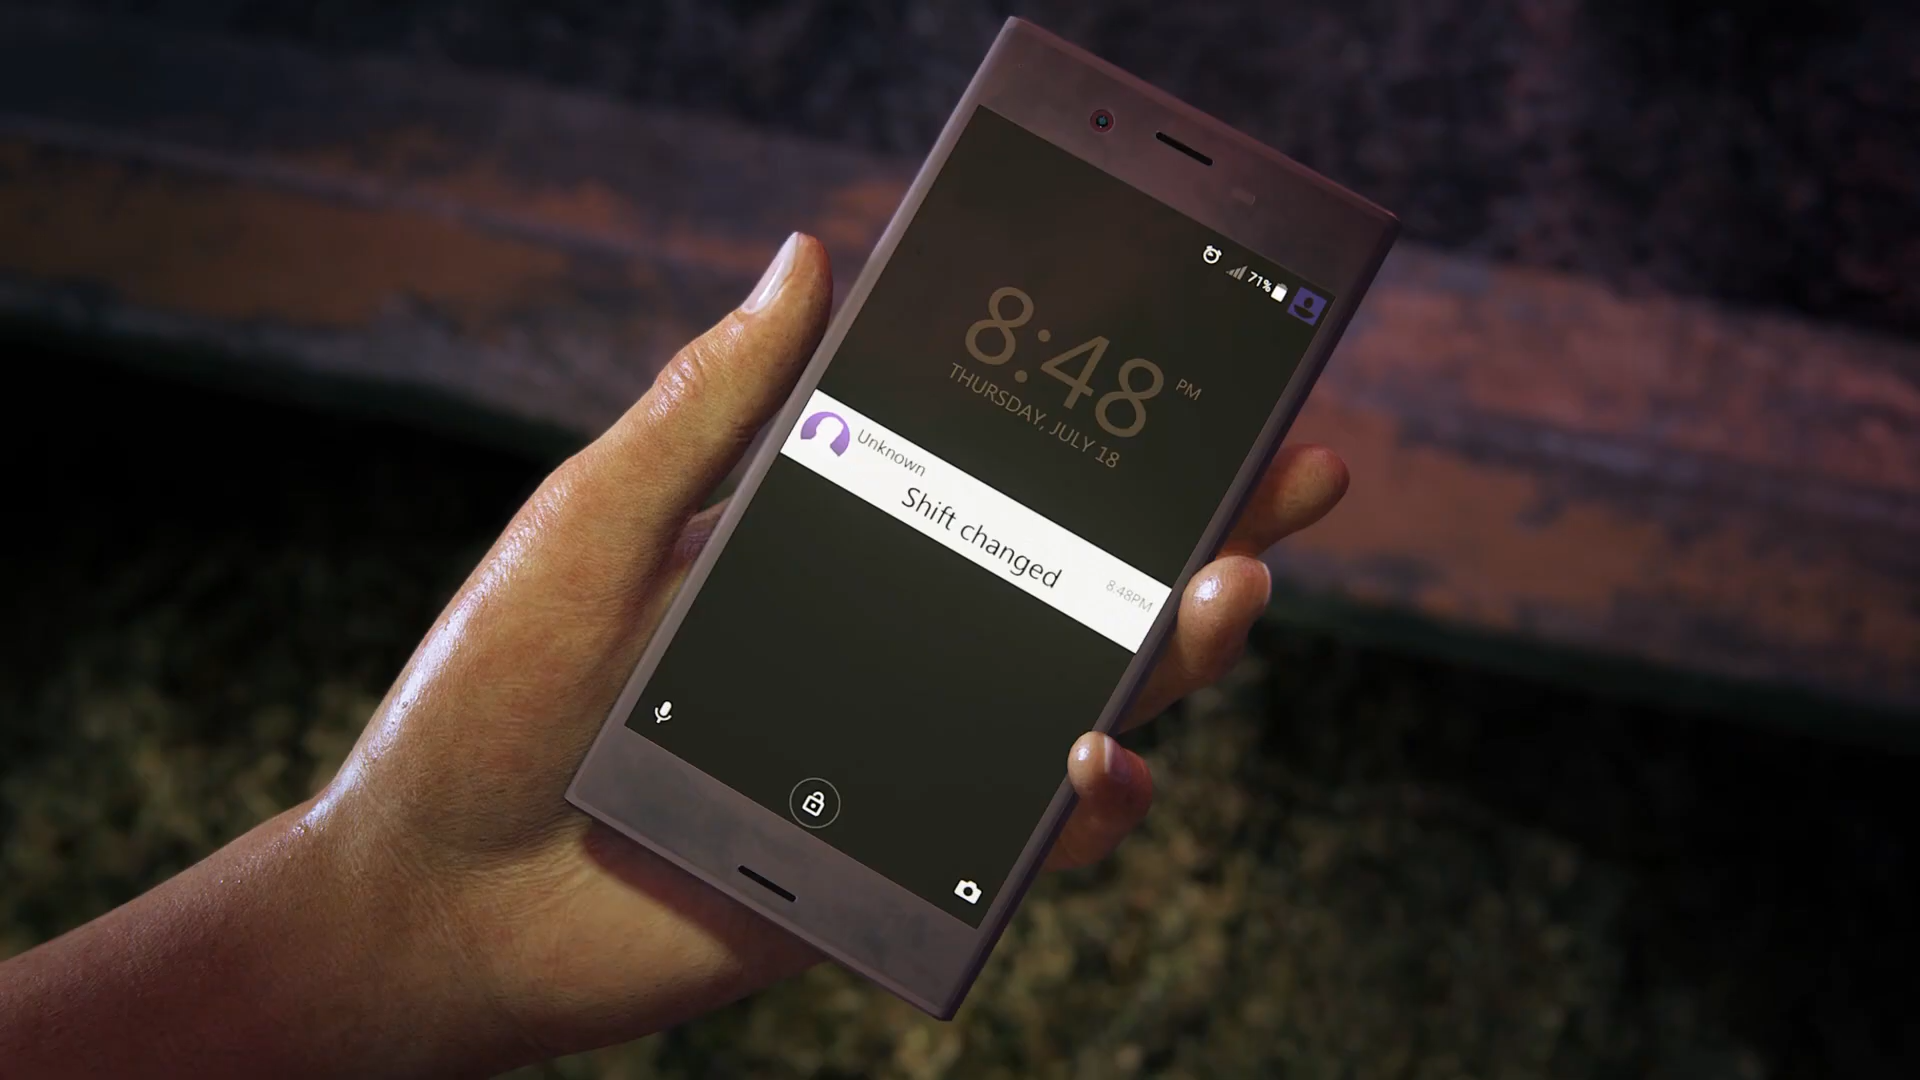 71%
8:48 PM
THURSDAY, JULY 18
Unknown
Shift changed
8:48PM